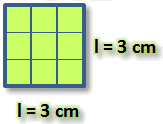 l = 3 cm
l = 3 cm